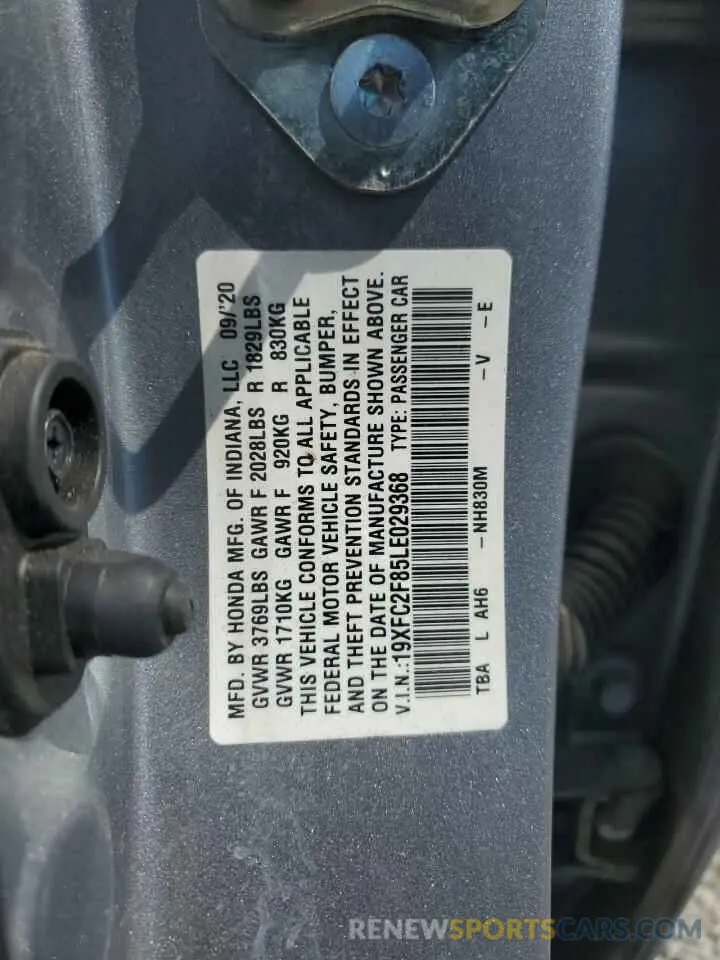 MFD. BY HONDA MFG. OF INDIANA, LLC 09/'20
GVWR 3769LBS GAWR F 2028LBS R 1829LBS
GVWR 1710KG GAWR F 920KG R 830KG
THIS VEHICLE CONFORMS TO ALL APPLICABLE
FEDERAL MOTOR VEHICLE SAFETY, BUMPER,
AND THEFT PREVENTION STANDARDS IN EFFECT
ON THE DATE OF MANUFACTURE SHOWN ABOVE.
V.I.N.:19XFC2F85LE029368 TYPE: PASSENGER CAR
TBA L AH6 -NH830M -V -E
RENEWSPORTSCARS.COM